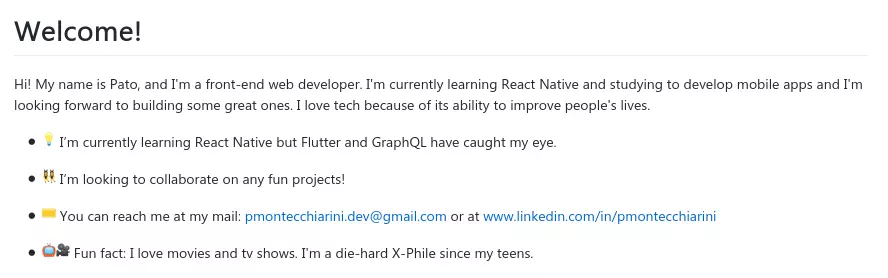 Welcome!
Hi! My name is Pato, and I'm a front-end web developer. I'm currently learning React Native and studying to develop mobile apps and I'm
looking forward to building some great ones. I love tech because of its ability to improve people's lives.
• 💡 I’m currently learning React Native but Flutter and GraphQL have caught my eye.
• 👯 I’m looking to collaborate on any fun projects!
• ✉️ You can reach me at my mail: pmontecchiarini.dev@gmail.com or at www.linkedin.com/in/pmontecchiarini
• 📺🎥 Fun fact: I love movies and tv shows. I'm a die-hard X-Phile since my teens.